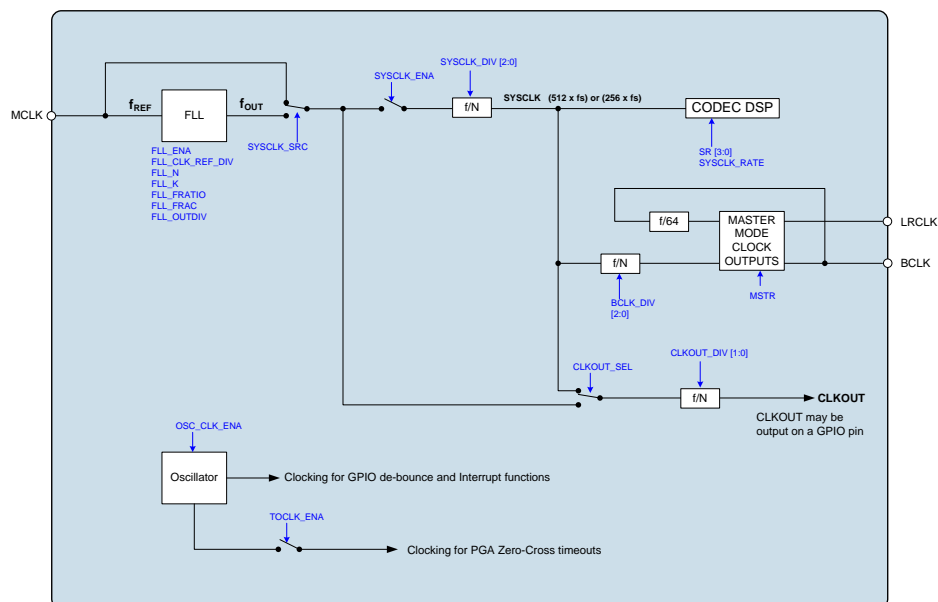 MCLK
fREF
FLL
fOUT
FLL_ENA
FLL_CLK_REF_DIV
FLL_N
FLL_K
FLL_FRATIO
FLL_FRAC
FLL_OUTDIV
SYSCLK_SRC
SYSCLK_ENA
SYSCLK_DIV [2:0]
f/N
SYSCLK (512 x fs) or (256 x fs)
CODEC DSP
SR [3:0]
SYSCLK_RATE
f/64
MASTER
MODE
CLOCK
OUTPUTS
LRCLK
BCLK
f/N
BCLK_DIV
[2:0]
MSTR
CLKOUT_SEL
CLKOUT_DIV [1:0]
f/N
CLKOUT
CLKOUT may be
output on a GPIO pin
OSC_CLK_ENA
Oscillator
Clocking for GPIO de-bounce and Interrupt functions
TOCLK_ENA
Clocking for PGA Zero-Cross timeouts